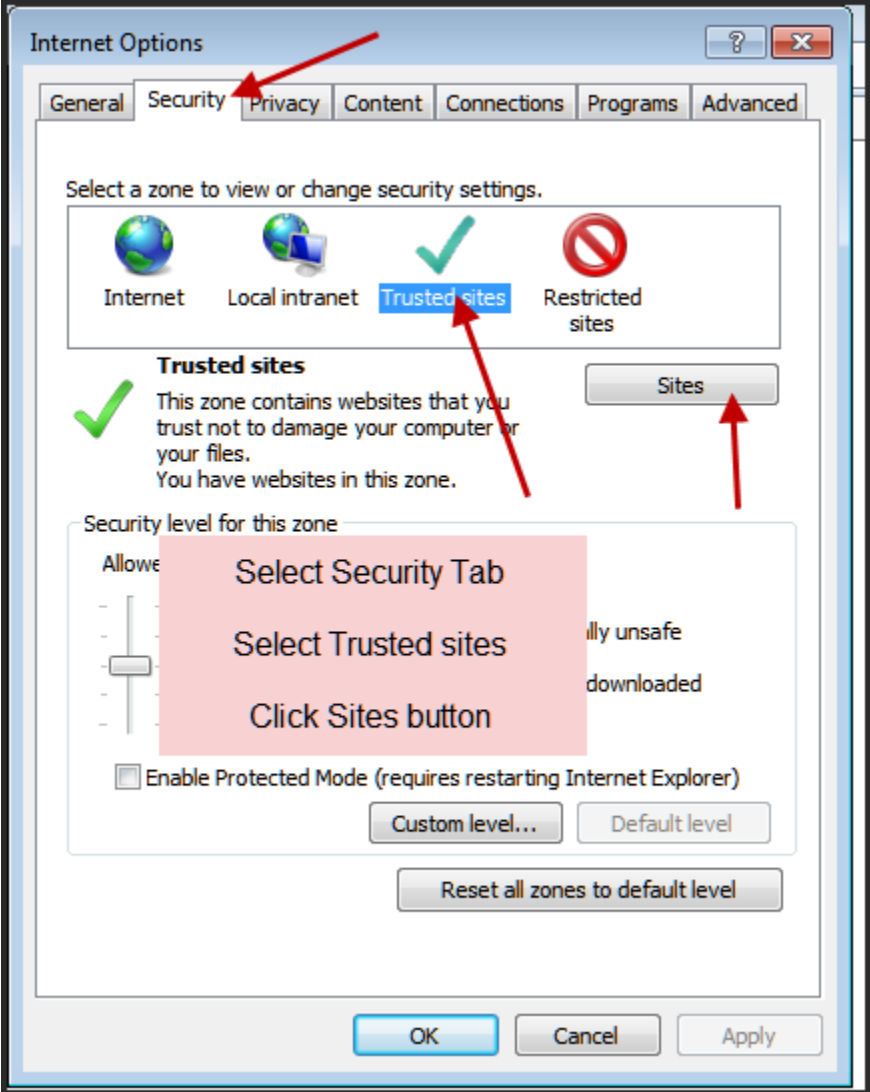 Internet Options
?
General Security Privacy Content Connections Programs Advanced
Select a zone to view or change security settings.
Internet Local intranet Trusted sites Restricted
sites
Trusted sites
Sites
This zone contains websites that you
trust not to damage your computer or
your files.
You have websites in this zone.
Security level for this zone
Select Security Tab
Select Trusted sites
lly unsafe
downloaded
Click Sites button
Enable Protected Mode (requires restarting Internet Explorer)
Custom level... Default level
Reset all zones to default level
OK Cancel Apply